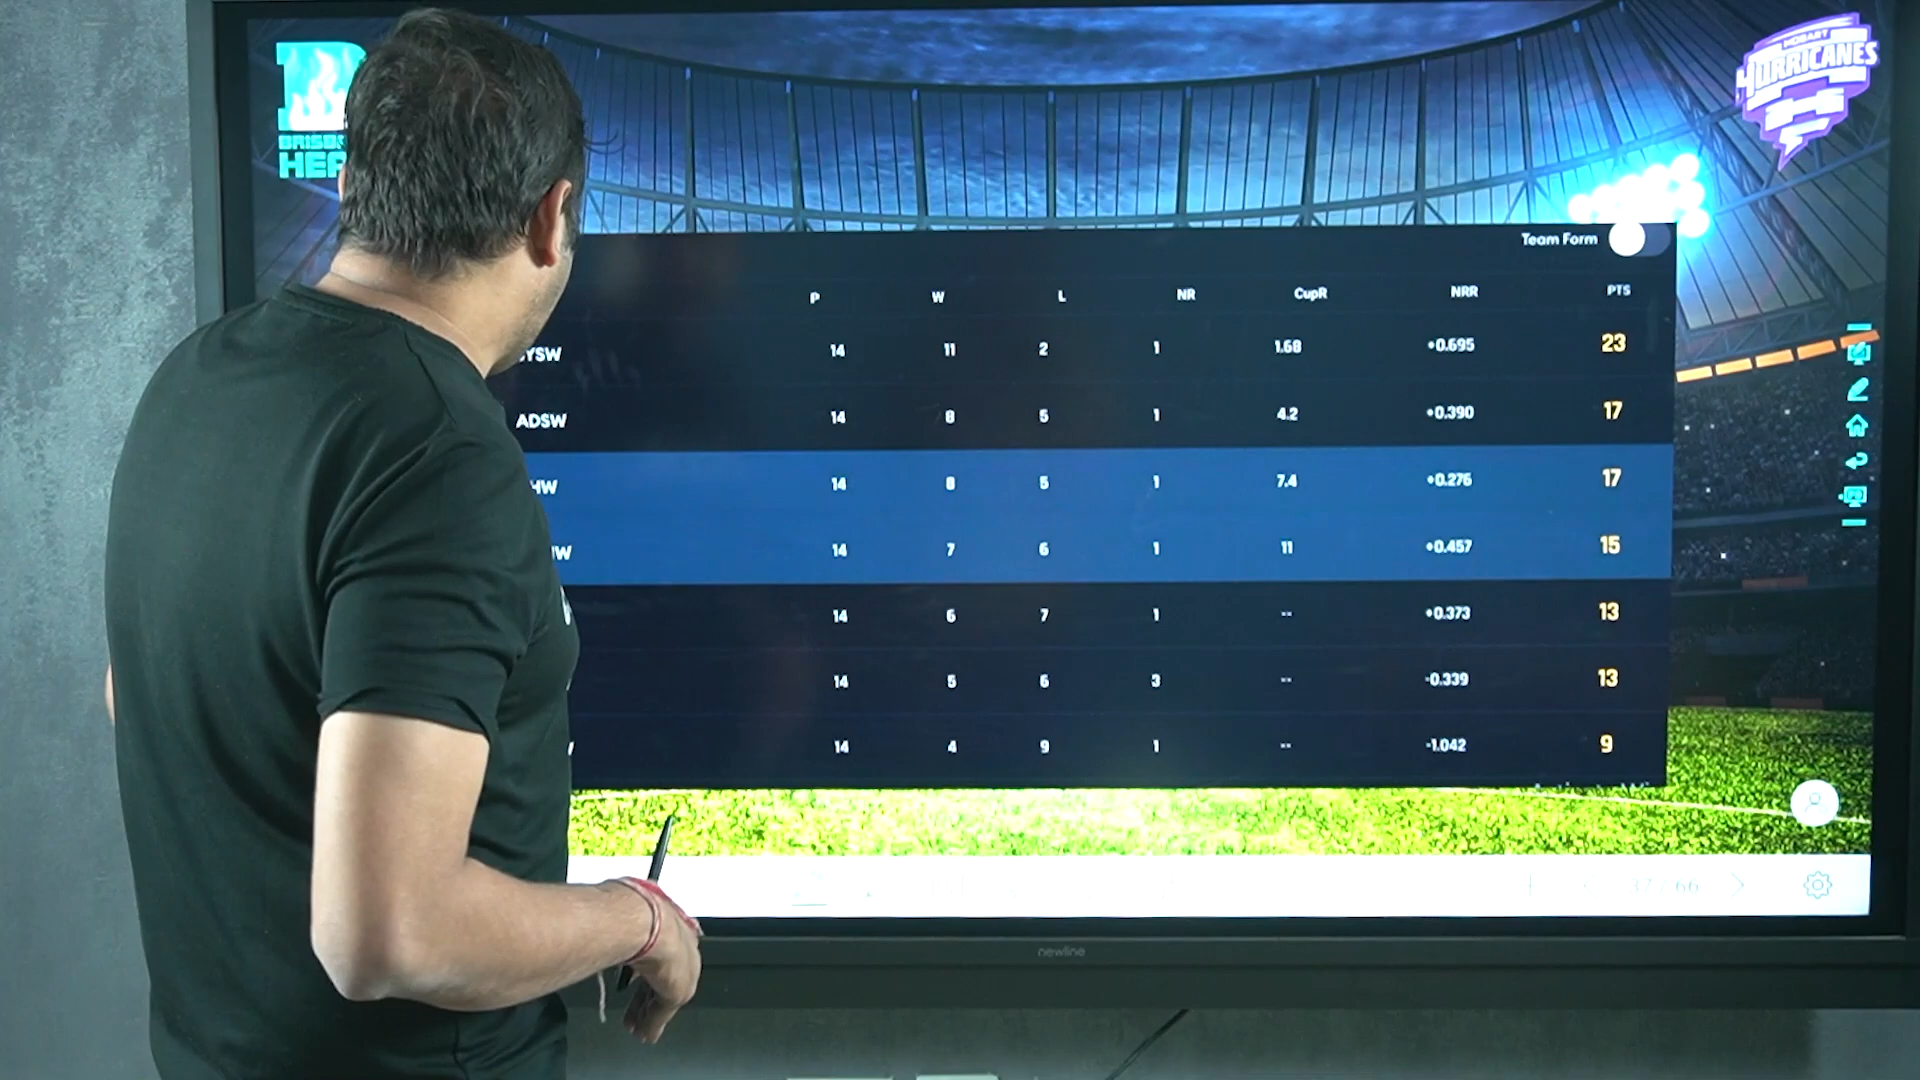 HOBART
HURRICANES
Team Form
P W L NR CupR NRR PTS
SYSW 14 11 2 1 1.68 +0.695 23
ADSW 14 8 5 1 4.2 +0.390 17
HW 14 8 5 1 7.4 +0.276 17
W 14 7 6 1 11 +0.457 15
14 6 7 1 -- +0.373 13
14 5 6 3 -- -0.339 13
14 4 9 1 -- -1.042 9
37 / 66
newline